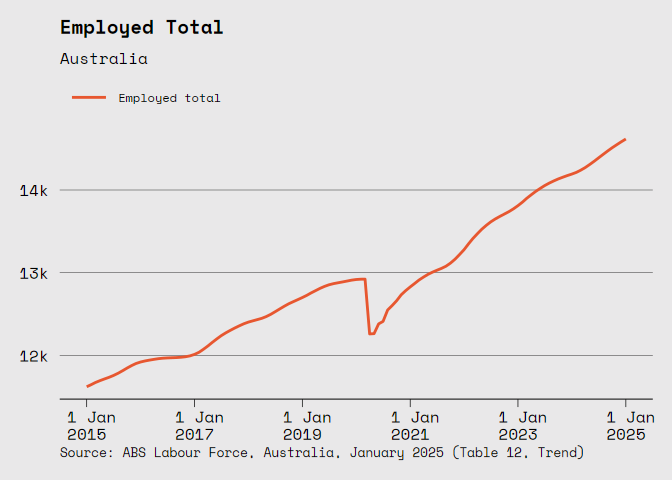 Employed Total
Australia
Employed total
14k
13k
12k
1 Jan 1 Jan 1 Jan 1 Jan 1 Jan 1 Jan
2015 2017 2019 2021 2023 2025
Source: ABS Labour Force, Australia, January 2025 (Table 12, Trend)